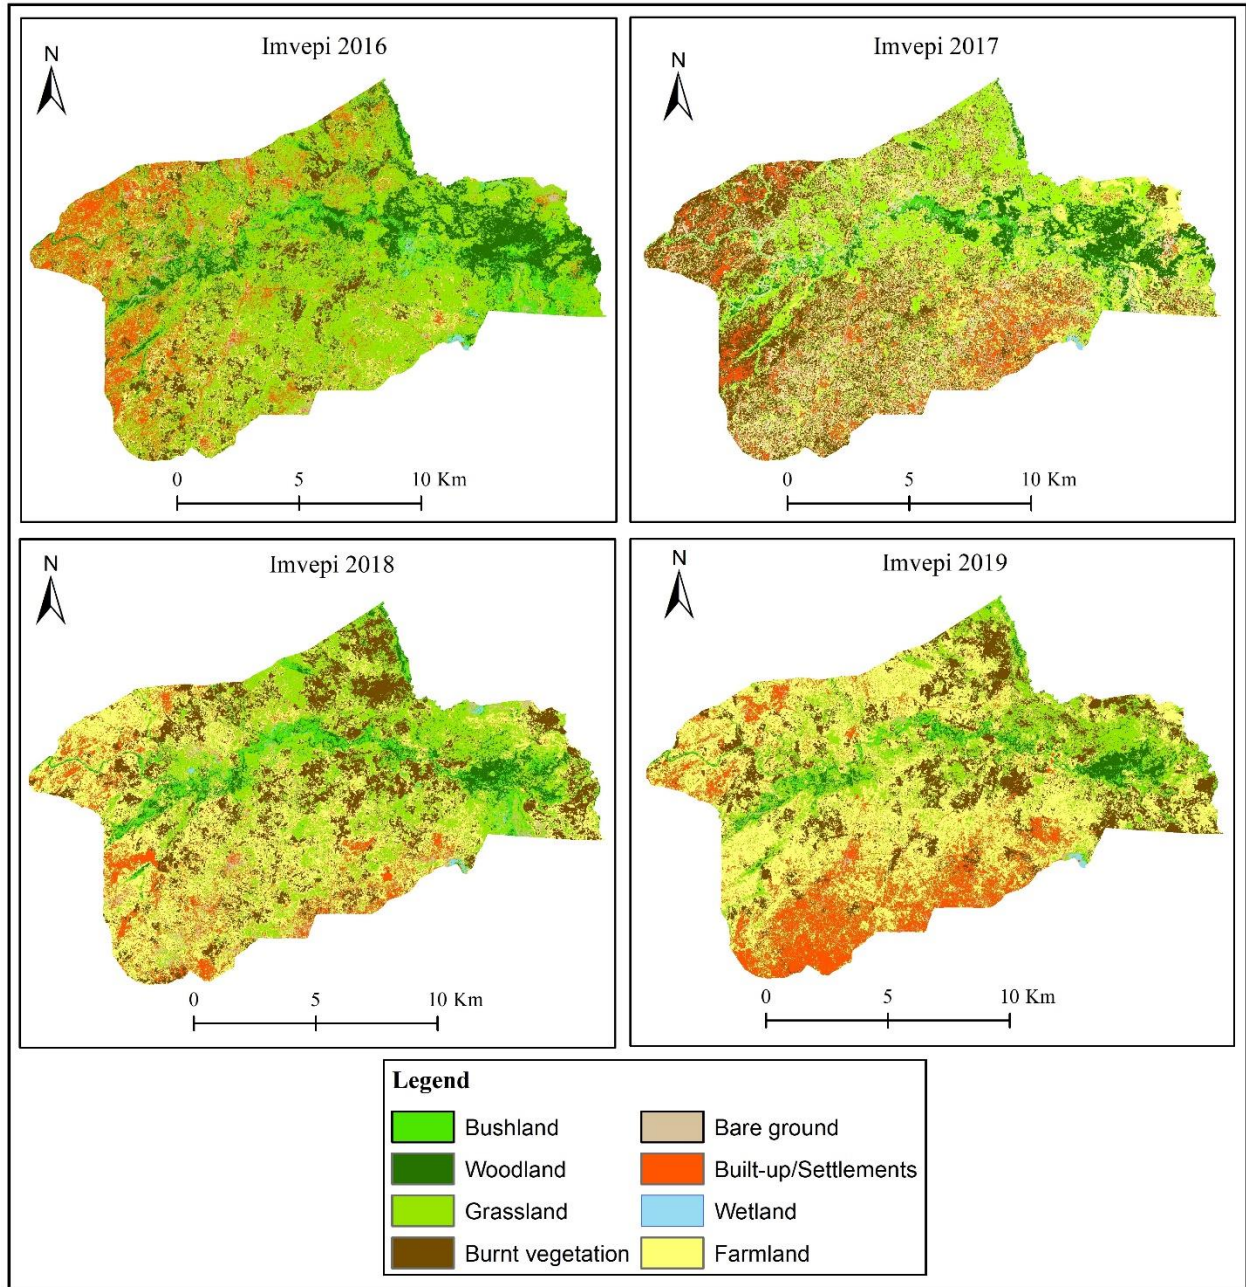 Imvepi 2016
N
0 5 10 Km
Imvepi 2017
N
0 5 10 Km
Imvepi 2018
N
0 5 10 Km
Imvepi 2019
N
0 5 10 Km
Legend
Bushland
Woodland
Grassland
Burnt vegetation
Bare ground
Built-up/Settlements
Wetland
Farmland